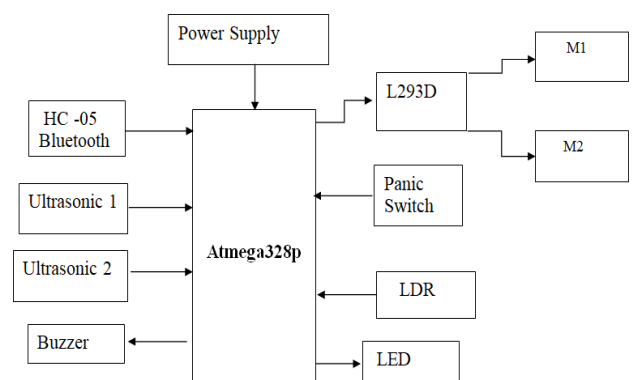 Power Supply
M1
L293D
HC -05
Bluetooth
M2
Panic
Switch
Ultrasonic 1
Atmega328p
Ultrasonic 2
LDR
Buzzer
LED